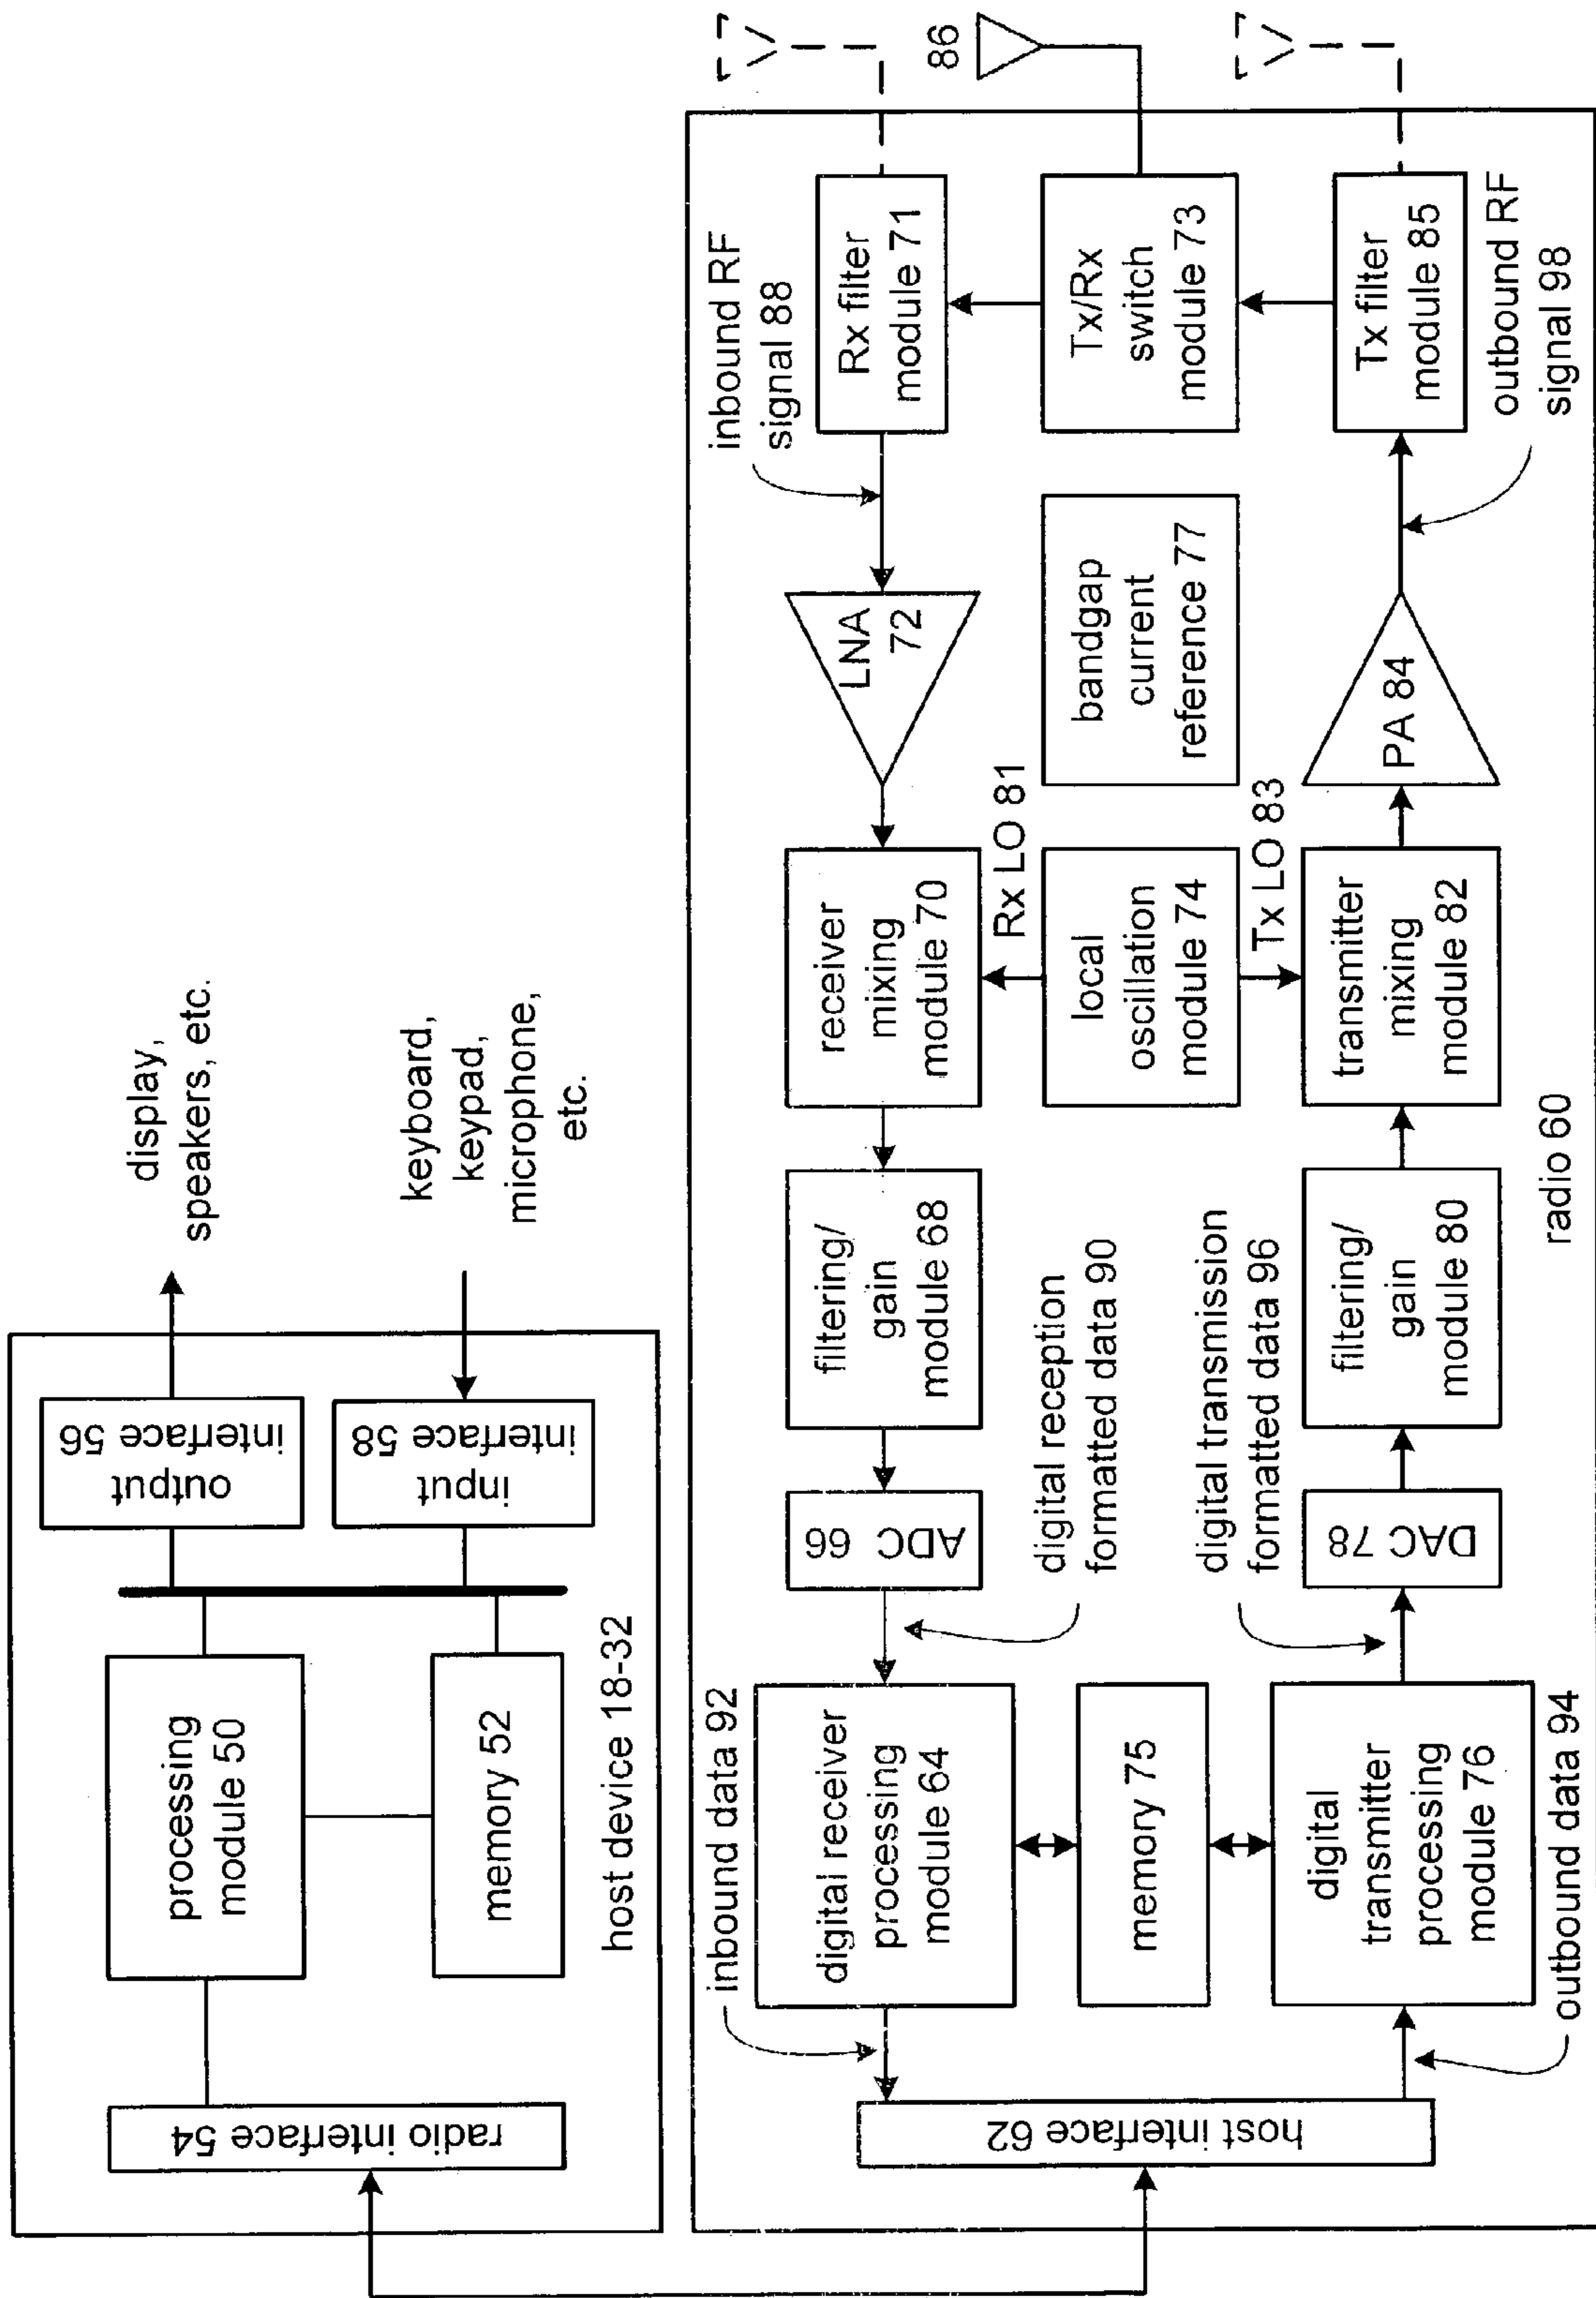 display,
speakers, etc.
keyboard,
keypad,
microphone,
etc.
output
interface 56
input
interface 58
processing
module 50
memory 52
radio interface 54
host device 18-32
86
inbound RF
signal 88
Rx filter
module 71
LNA
72
receiver
mixing
module 70
filtering/
gain
module 68
ADC 66
digital reception
formatted data 90
digital receiver
processing
module 64
inbound data 92
host interface 62
Tx/Rx
switch
module 73
bandgap
current
reference 77
Rx LO 81
local
oscillation
module 74
Tx LO 83
memory 75
outbound data 94
digital
transmitter
processing
module 76
digital transmission
formatted data 96
DAC 78
filtering/
gain
module 80
transmitter
mixing
module 82
PA 84
Tx filter
module 85
outbound RF
signal 98
radio 60